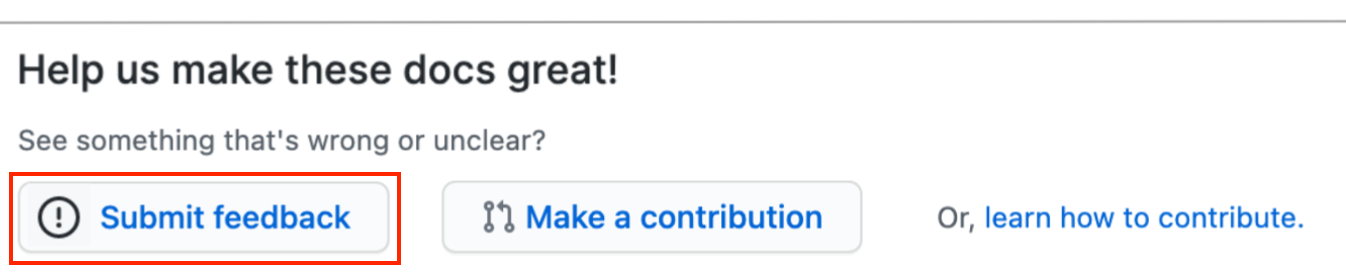 Help us make these docs great!
See something that's wrong or unclear?
Submit feedback Make a contribution Or, learn how to contribute.